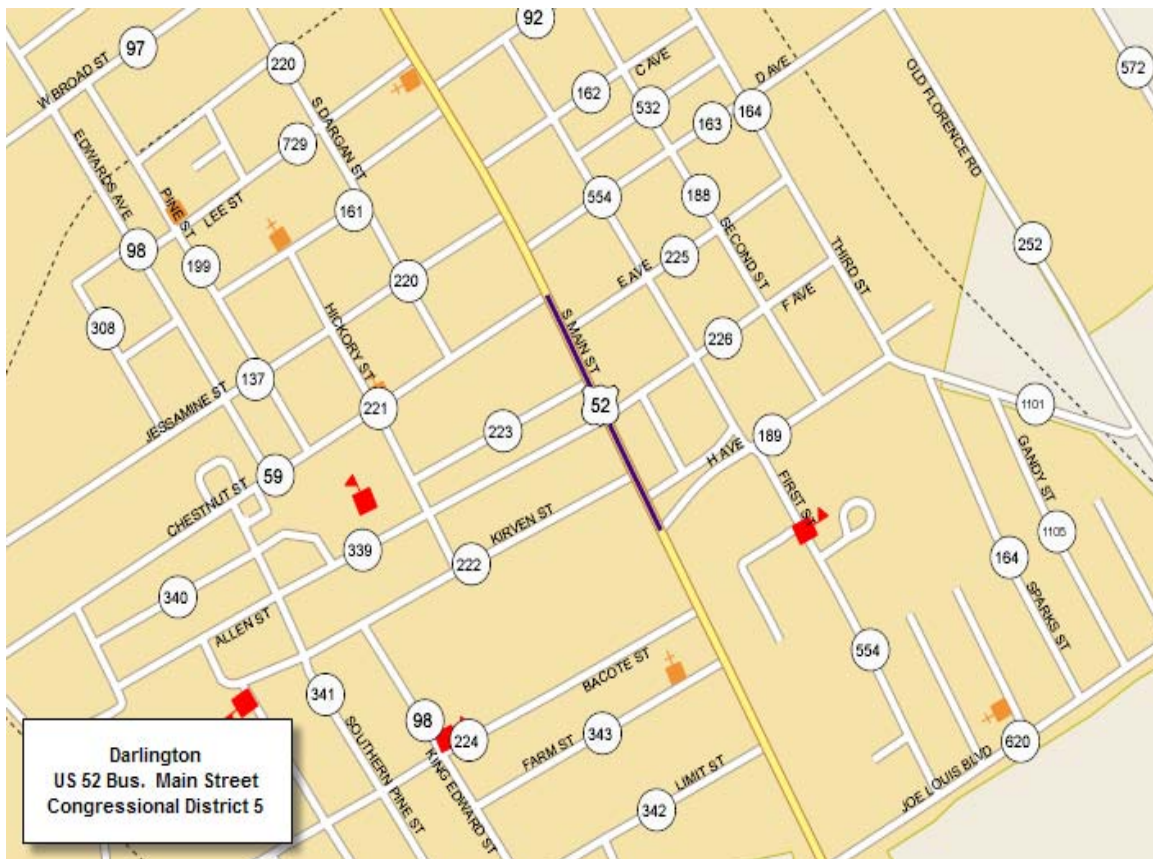 92
97
572
W BROAD ST
220
C AVE
D AVE
OLD FLORENCE RD
162
532
164
163
S DARGAN ST
729
EDWARDS AVE
PINE ST
LEE ST
161
554
188
SECOND ST
98
199
THIRD ST
252
225
E AVE
220
308
HICKORY ST
F AVE
S MAIN ST
226
137
JESSAMINE ST
221
52
1101
223
189
H AVE
GANDY ST
59
CHESTNUT ST
FIRST ST
KIRVEN ST
339
1105
164
222
340
SPARKS ST
ALLEN ST
554
BACOTE ST
341
98
224
343
620
SOUTHERN PINE ST
KING EDWARD ST
FARM ST
LIMIT ST
JOE LOUIS BLVD
342
Darlington
US 52 Bus. Main Street
Congressional District 5